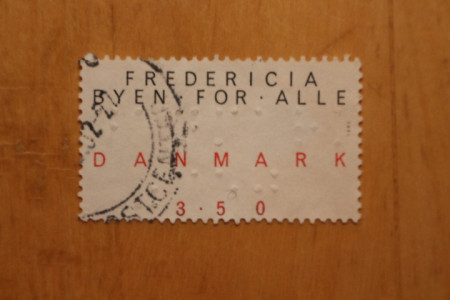 FREDERICIA
BYEN FOR · ALLE
DANMARK
3·50